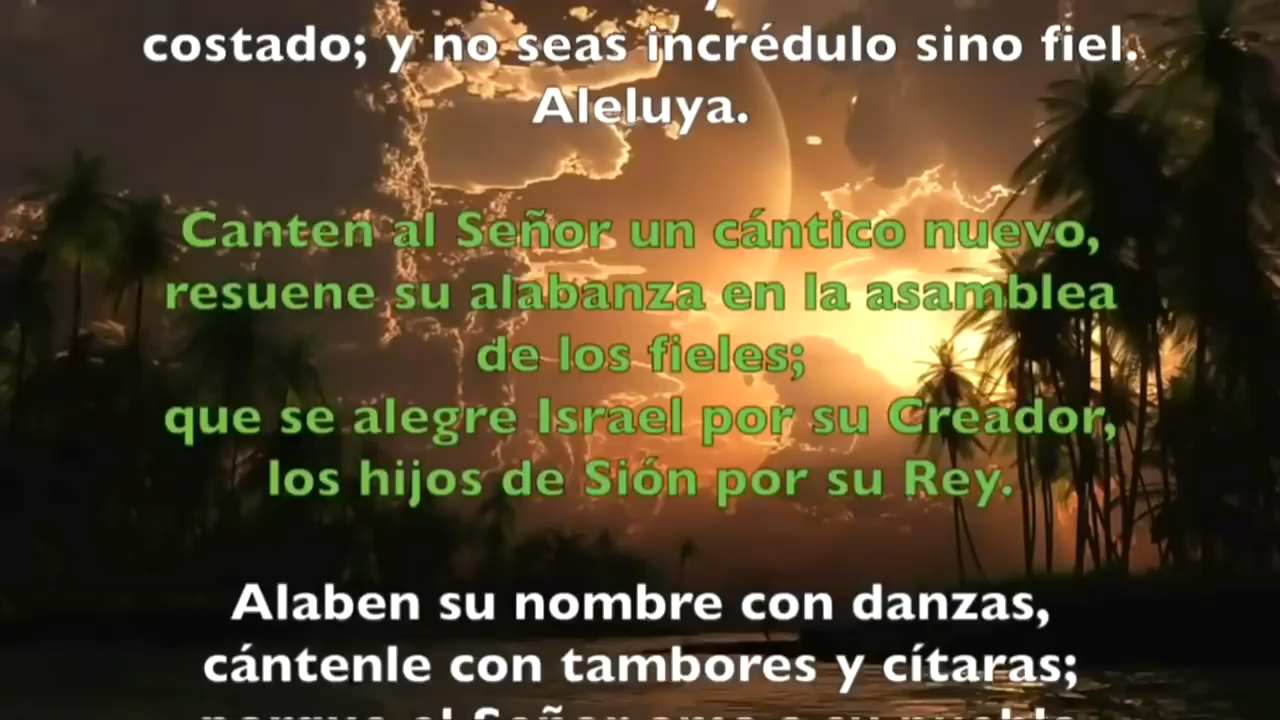 costado; y no seas incrédulo sino fiel.
Aleluya.
Canten al Señor un cántico nuevo,
resuene su alabanza en la asamblea
de los fieles;
que se alegre Israel por su Creador,
los hijos de Sión por su Rey.
Alaben su nombre con danzas,
cántenle con tambores y cítaras;